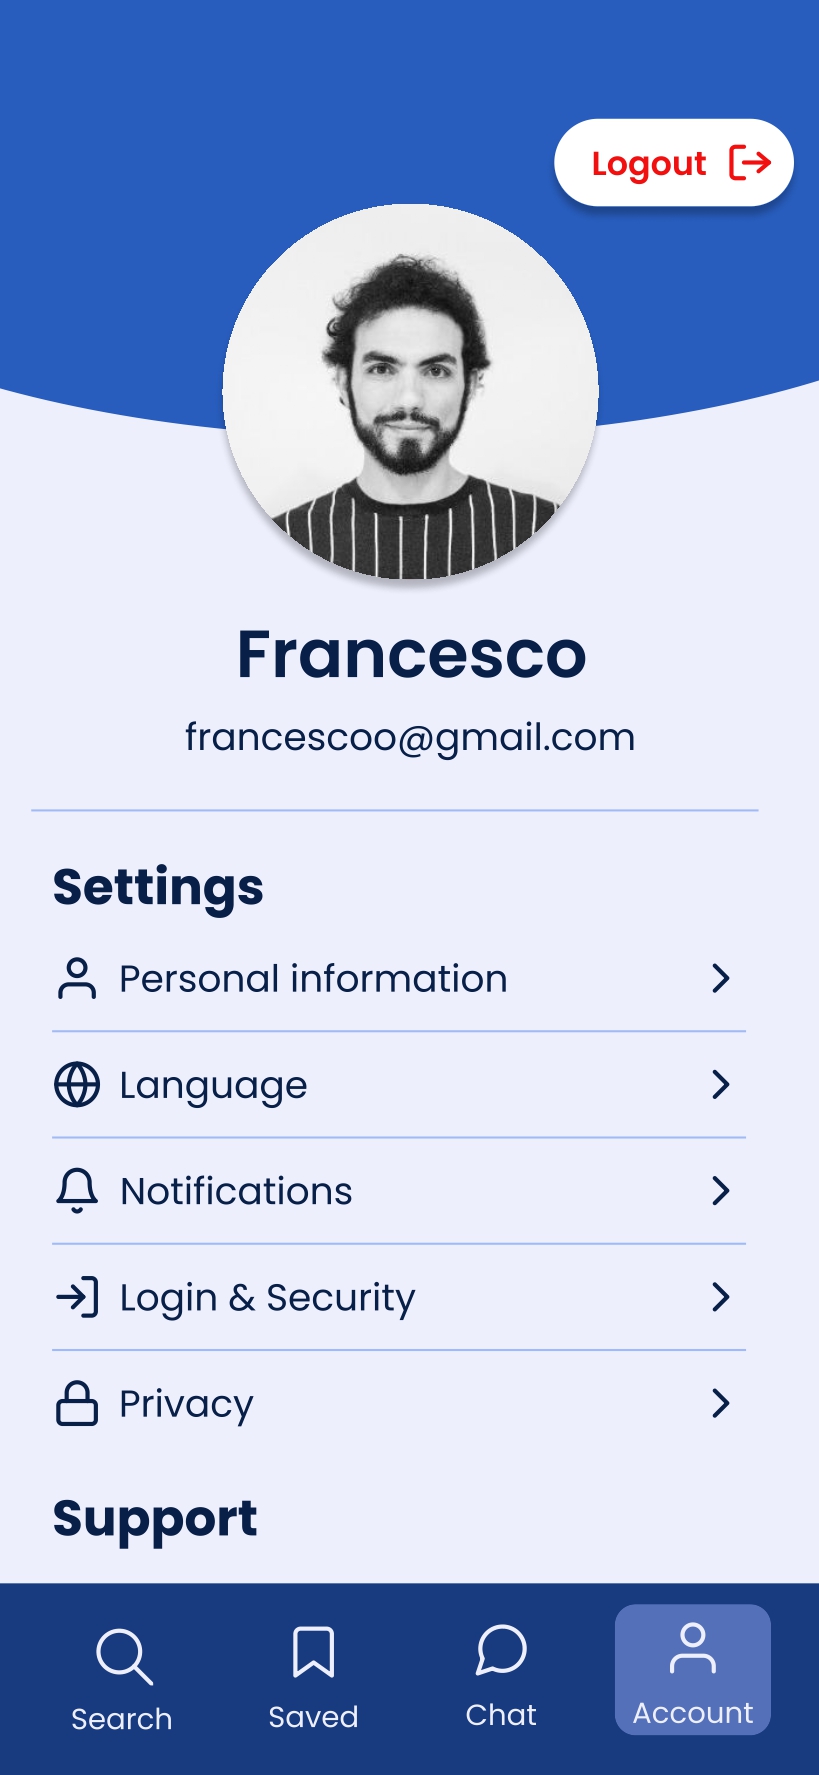 Logout
Francesco
francescoo@gmail.com
Settings
Personal information
Language
Notifications
Login & Security
Privacy
Support
Search
Saved
Chat
Account